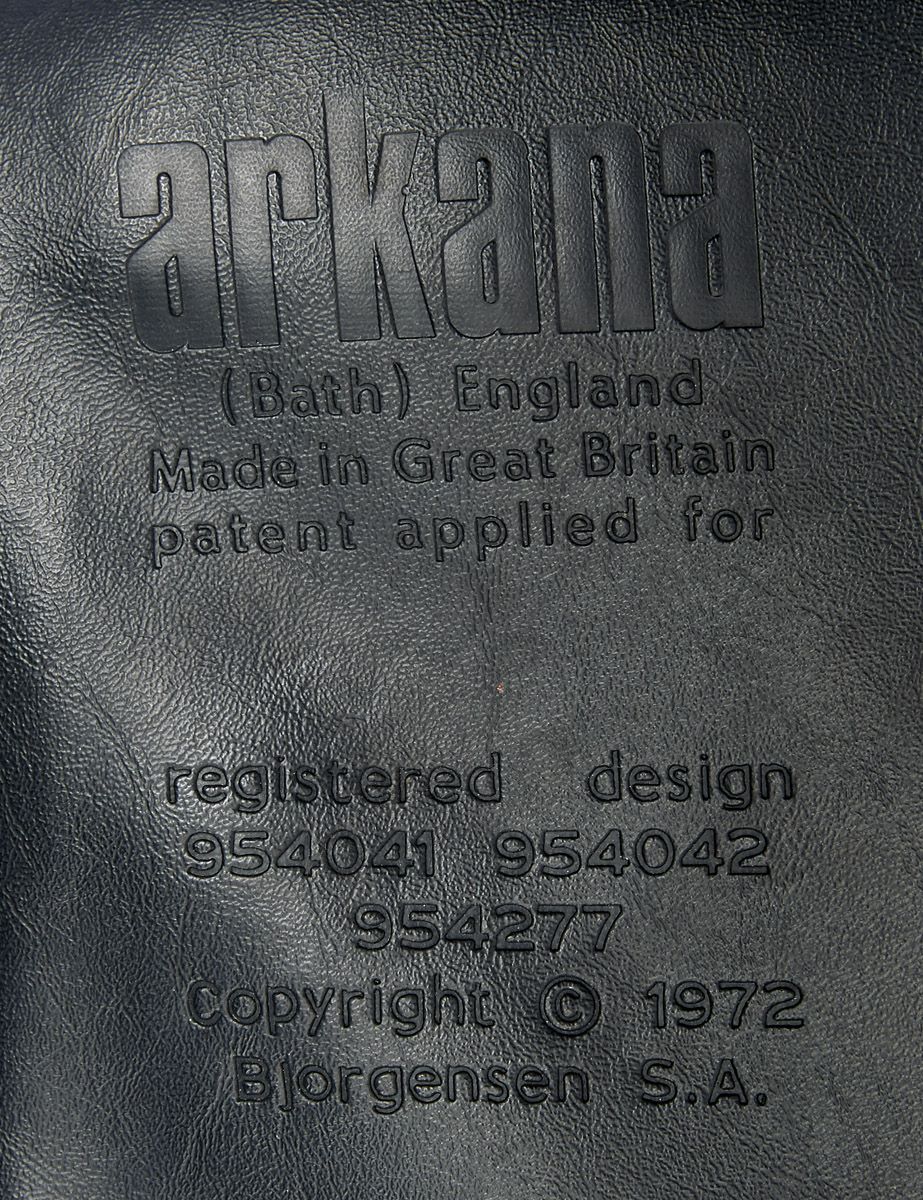 arkana
(Bath) England
Made in Great Britain
patent applied for
registered design
954041 954042
954277
Copyright © 1972
Bjorgensen S.A.